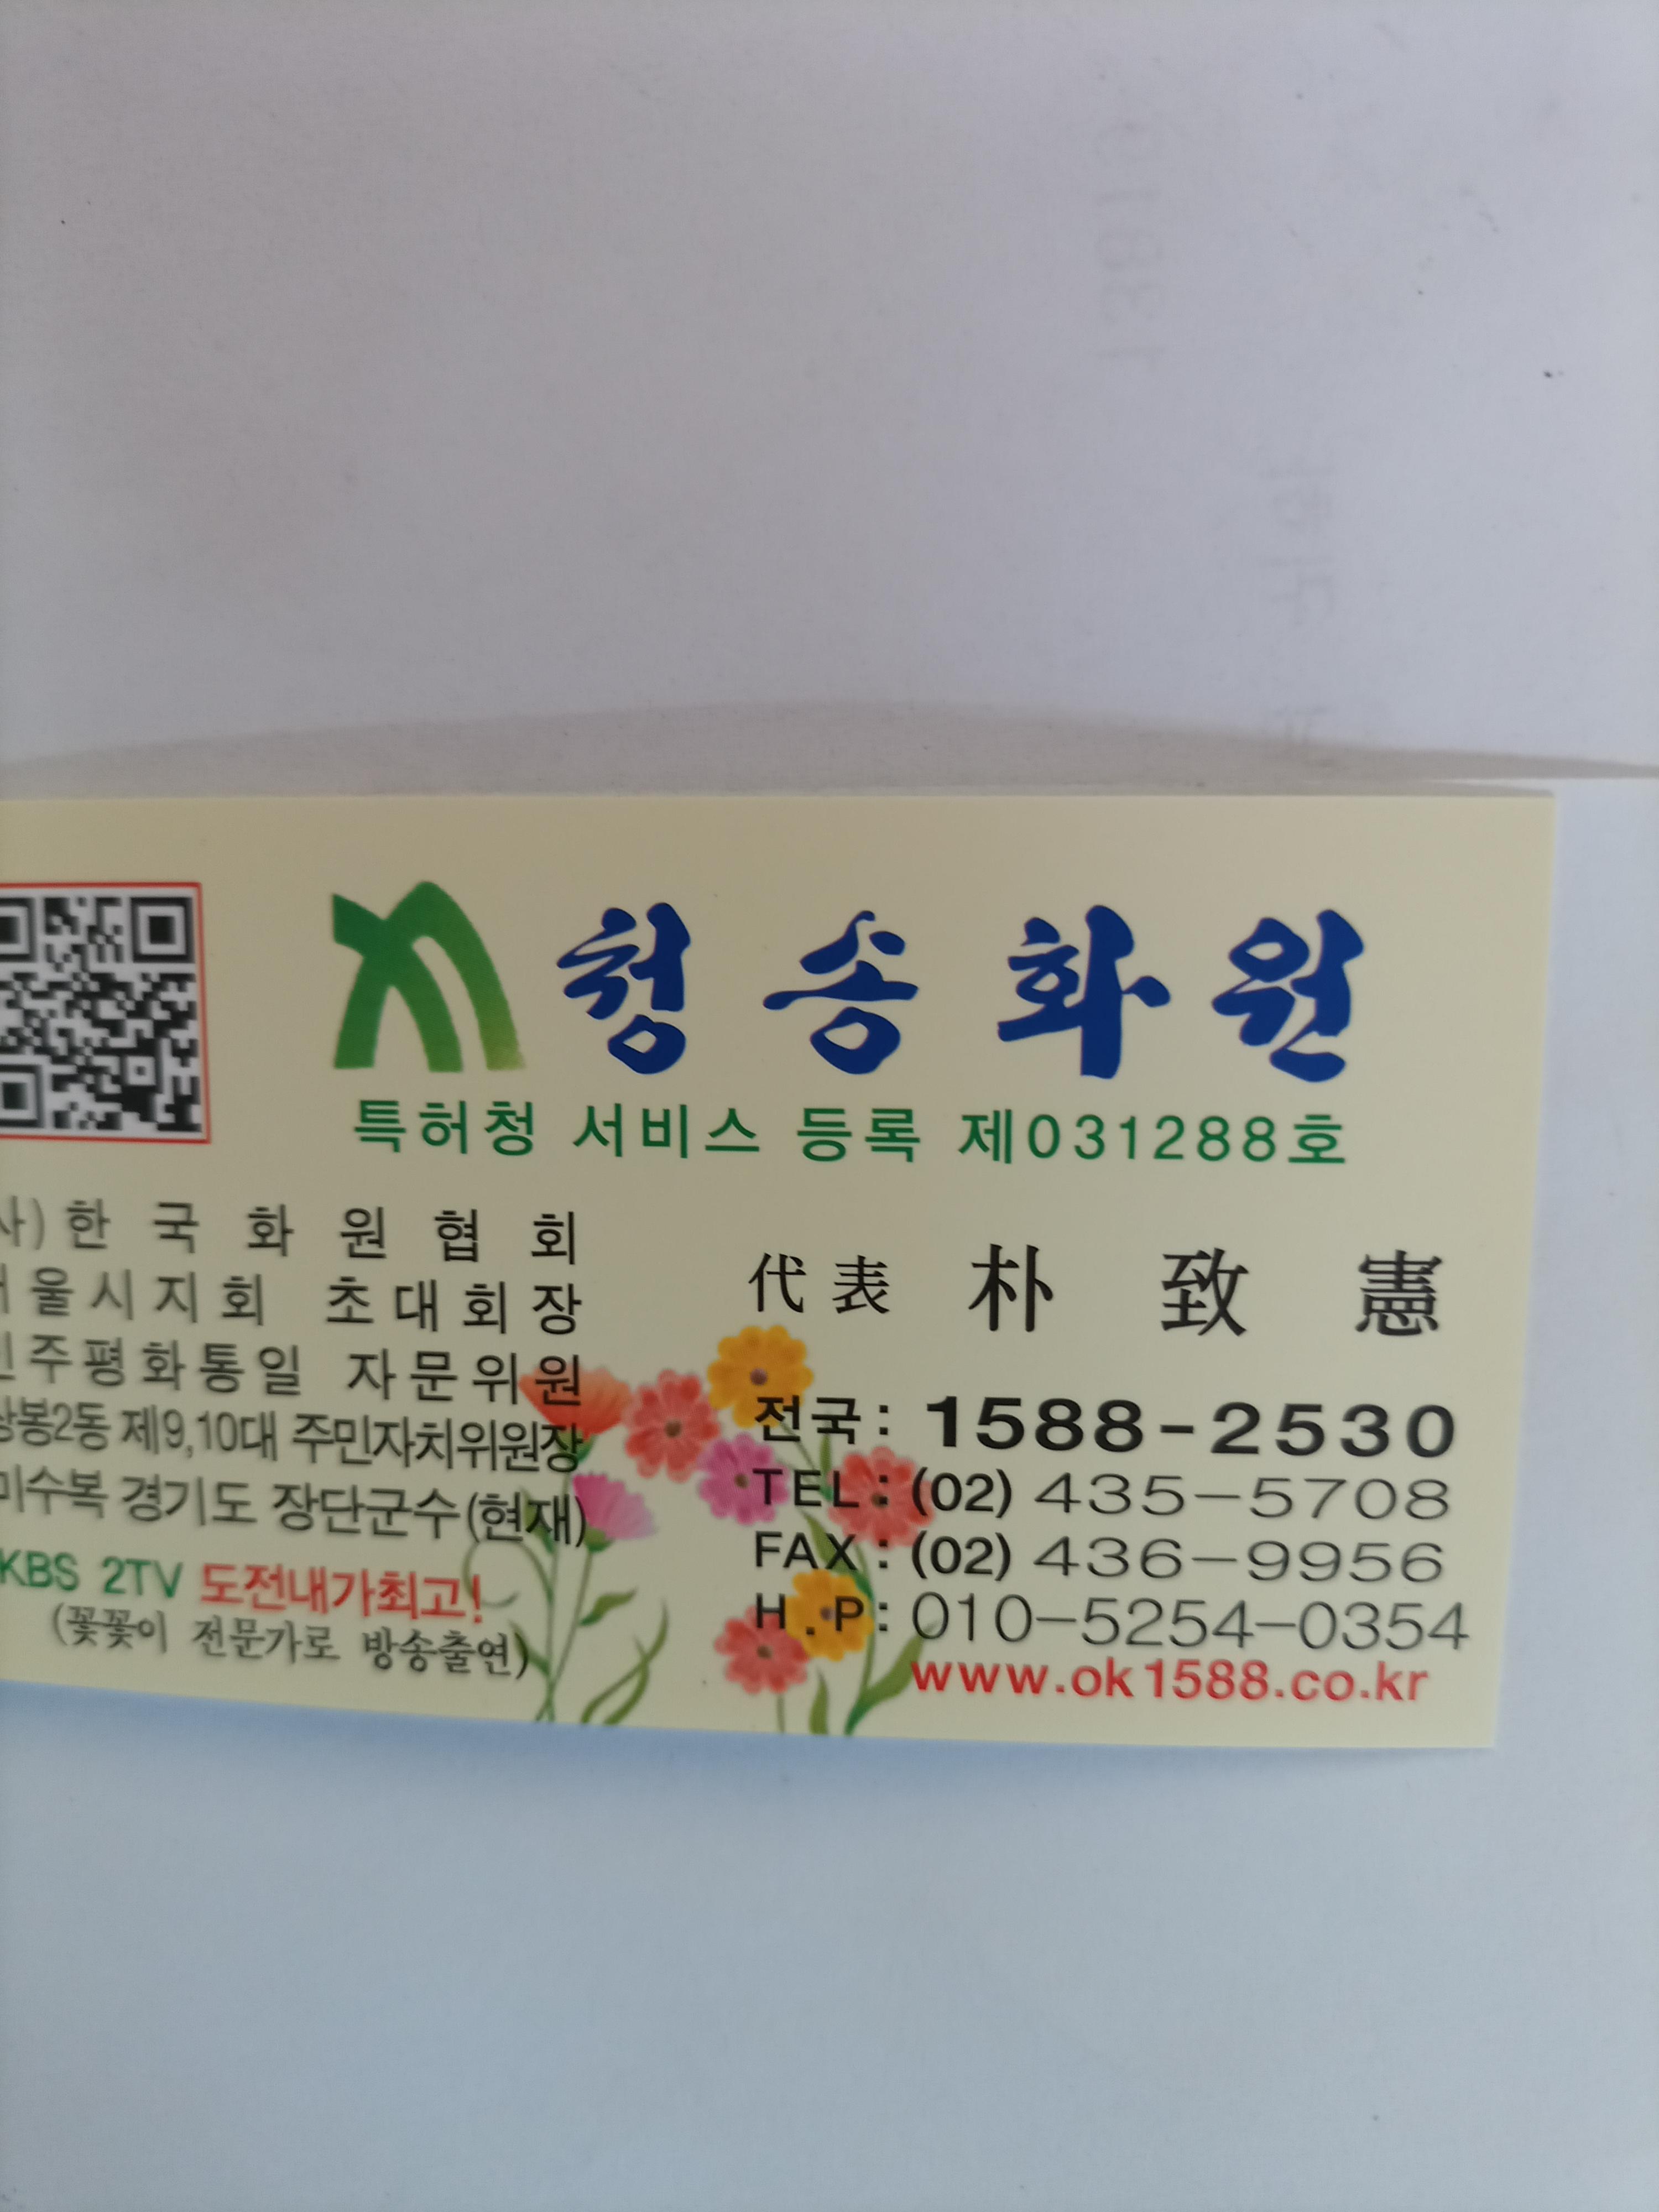 청송화원
특허청 서비스 등록 제031288호
사)한국화원협회
울시지회 초대회장
주평화통일 자문위원
상봉2동 제9,10대 주민자치위원장
미수복 경기도 장단군수(현재)
KBS 2TV 도전내가최고!
(꽃꽃이 전문가로 방송출연)
代表 朴致憲
전국: 1588-2530
TEL: (02) 435-5708
FAX: (02) 436-9956
H.P: 010-5254-0354
www.ok1588.co.kr